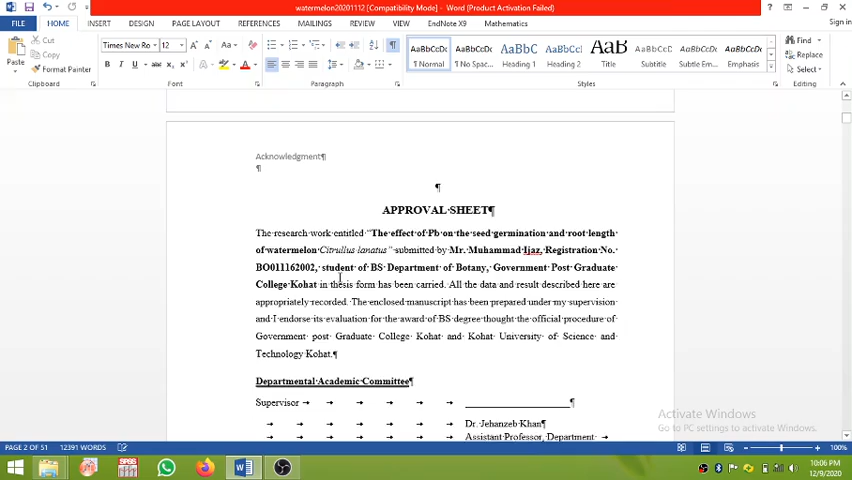 watermelon20201112 [Compatibility Mode] - Word (Product Activation Failed)
FILE HOME INSERT DESIGN PAGE LAYOUT REFERENCES MAILINGS REVIEW VIEW EndNote X9 Mathematics Sign in
Cut
Copy
Paste
Format Painter
Times New Ro 12
AaBbCcDc AaBbCcDc AaBbC AaBbCcI AaB AaBbCcD AaBbCcDc AaBbCcDc
¶ Normal ¶ No Spac... Heading 1 Heading 2 Title Subtitle Subtle Em... Emphasis
Find
Replace
Select
Clipboard Font Paragraph Styles Editing
Acknowledgment¶
¶
¶
APPROVAL·SHEET¶
The research work entitled "The effect of Pb on the seed germination and root length
of watermelon Citrullus lanatus" submitted by Mr. Muhammad Ijaz, Registration No.
BO011162002, student of BS Department of Botany, Government Post Graduate
College Kohat in thesis form has been carried. All the data and result described here are
appropriately recorded. The enclosed manuscript has been prepared under my supervision
and I endorse its evaluation for the award of BS degree thought the official procedure of
Government post Graduate College Kohat and Kohat University of Science and
Technology Kohat.¶
Departmental Academic Committee¶
Supervisor → → → → → → ____________________¶
→ → → → → → → Dr. Jehanzeb Khan¶
→ → → → → → → Assistant Professor, Department →
Activate Windows
Go to PC settings to activate Windows.
PAGE 2 OF 51 12391 WORDS 100%
10:06 PM
12/9/2020